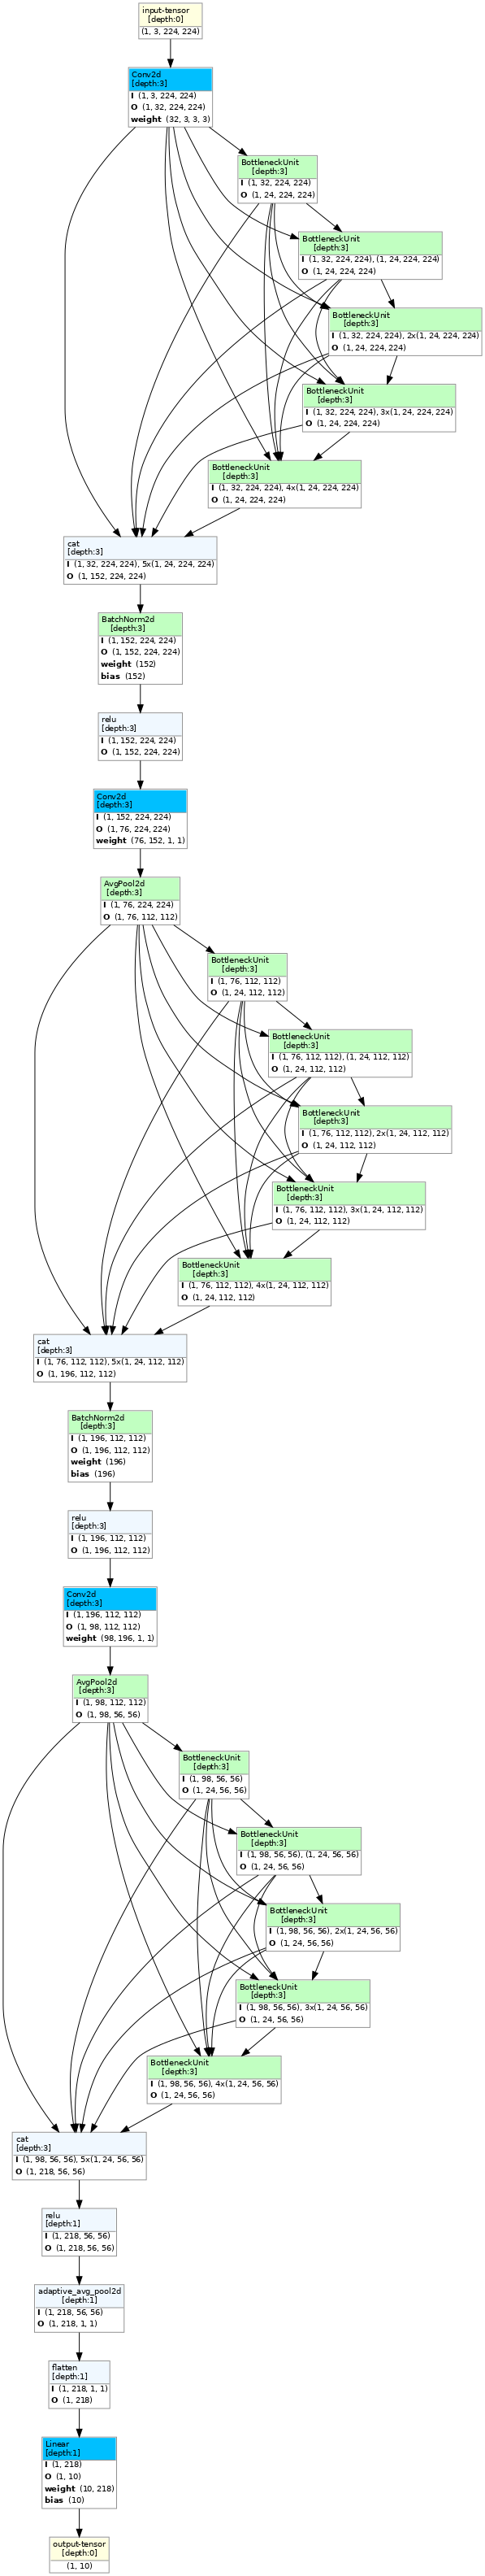 input-tensor
[depth:0]
(1, 3, 224, 224)
Conv2d
[depth:3]
I (1, 3, 224, 224)
O (1, 32, 224, 224)
weight (32, 3, 3, 3)
BottleneckUnit
[depth:3]
I (1, 32, 224, 224)
O (1, 24, 224, 224)
BottleneckUnit
[depth:3]
I (1, 32, 224, 224), (1, 24, 224, 224)
O (1, 24, 224, 224)
BottleneckUnit
[depth:3]
I (1, 32, 224, 224), 2x(1, 24, 224, 224)
O (1, 24, 224, 224)
BottleneckUnit
[depth:3]
I (1, 32, 224, 224), 3x(1, 24, 224, 224)
O (1, 24, 224, 224)
BottleneckUnit
[depth:3]
I (1, 32, 224, 224), 4x(1, 24, 224, 224)
O (1, 24, 224, 224)
cat
[depth:3]
I (1, 32, 224, 224), 5x(1, 24, 224, 224)
O (1, 152, 224, 224)
BatchNorm2d
[depth:3]
I (1, 152, 224, 224)
O (1, 152, 224, 224)
weight (152)
bias (152)
relu
[depth:3]
I (1, 152, 224, 224)
O (1, 152, 224, 224)
Conv2d
[depth:3]
I (1, 152, 224, 224)
O (1, 76, 224, 224)
weight (76, 152, 1, 1)
AvgPool2d
[depth:3]
I (1, 76, 224, 224)
O (1, 76, 112, 112)
BottleneckUnit
[depth:3]
I (1, 76, 112, 112)
O (1, 24, 112, 112)
BottleneckUnit
[depth:3]
I (1, 76, 112, 112), (1, 24, 112, 112)
O (1, 24, 112, 112)
BottleneckUnit
[depth:3]
I (1, 76, 112, 112), 2x(1, 24, 112, 112)
O (1, 24, 112, 112)
BottleneckUnit
[depth:3]
I (1, 76, 112, 112), 3x(1, 24, 112, 112)
O (1, 24, 112, 112)
BottleneckUnit
[depth:3]
I (1, 76, 112, 112), 4x(1, 24, 112, 112)
O (1, 24, 112, 112)
cat
[depth:3]
I (1, 76, 112, 112), 5x(1, 24, 112, 112)
O (1, 196, 112, 112)
BatchNorm2d
[depth:3]
I (1, 196, 112, 112)
O (1, 196, 112, 112)
weight (196)
bias (196)
relu
[depth:3]
I (1, 196, 112, 112)
O (1, 196, 112, 112)
Conv2d
[depth:3]
I (1, 196, 112, 112)
O (1, 98, 112, 112)
weight (98, 196, 1, 1)
AvgPool2d
[depth:3]
I (1, 98, 112, 112)
O (1, 98, 56, 56)
BottleneckUnit
[depth:3]
I (1, 98, 56, 56)
O (1, 24, 56, 56)
BottleneckUnit
[depth:3]
I (1, 98, 56, 56), (1, 24, 56, 56)
O (1, 24, 56, 56)
BottleneckUnit
[depth:3]
I (1, 98, 56, 56), 2x(1, 24, 56, 56)
O (1, 24, 56, 56)
BottleneckUnit
[depth:3]
I (1, 98, 56, 56), 3x(1, 24, 56, 56)
O (1, 24, 56, 56)
BottleneckUnit
[depth:3]
I (1, 98, 56, 56), 4x(1, 24, 56, 56)
O (1, 24, 56, 56)
cat
[depth:3]
I (1, 98, 56, 56), 5x(1, 24, 56, 56)
O (1, 218, 56, 56)
relu
[depth:1]
I (1, 218, 56, 56)
O (1, 218, 56, 56)
adaptive_avg_pool2d
[depth:1]
I (1, 218, 56, 56)
O (1, 218, 1, 1)
flatten
[depth:1]
I (1, 218, 1, 1)
O (1, 218)
Linear
[depth:1]
I (1, 218)
O (1, 10)
weight (10, 218)
bias (10)
output-tensor
[depth:0]
(1, 10)